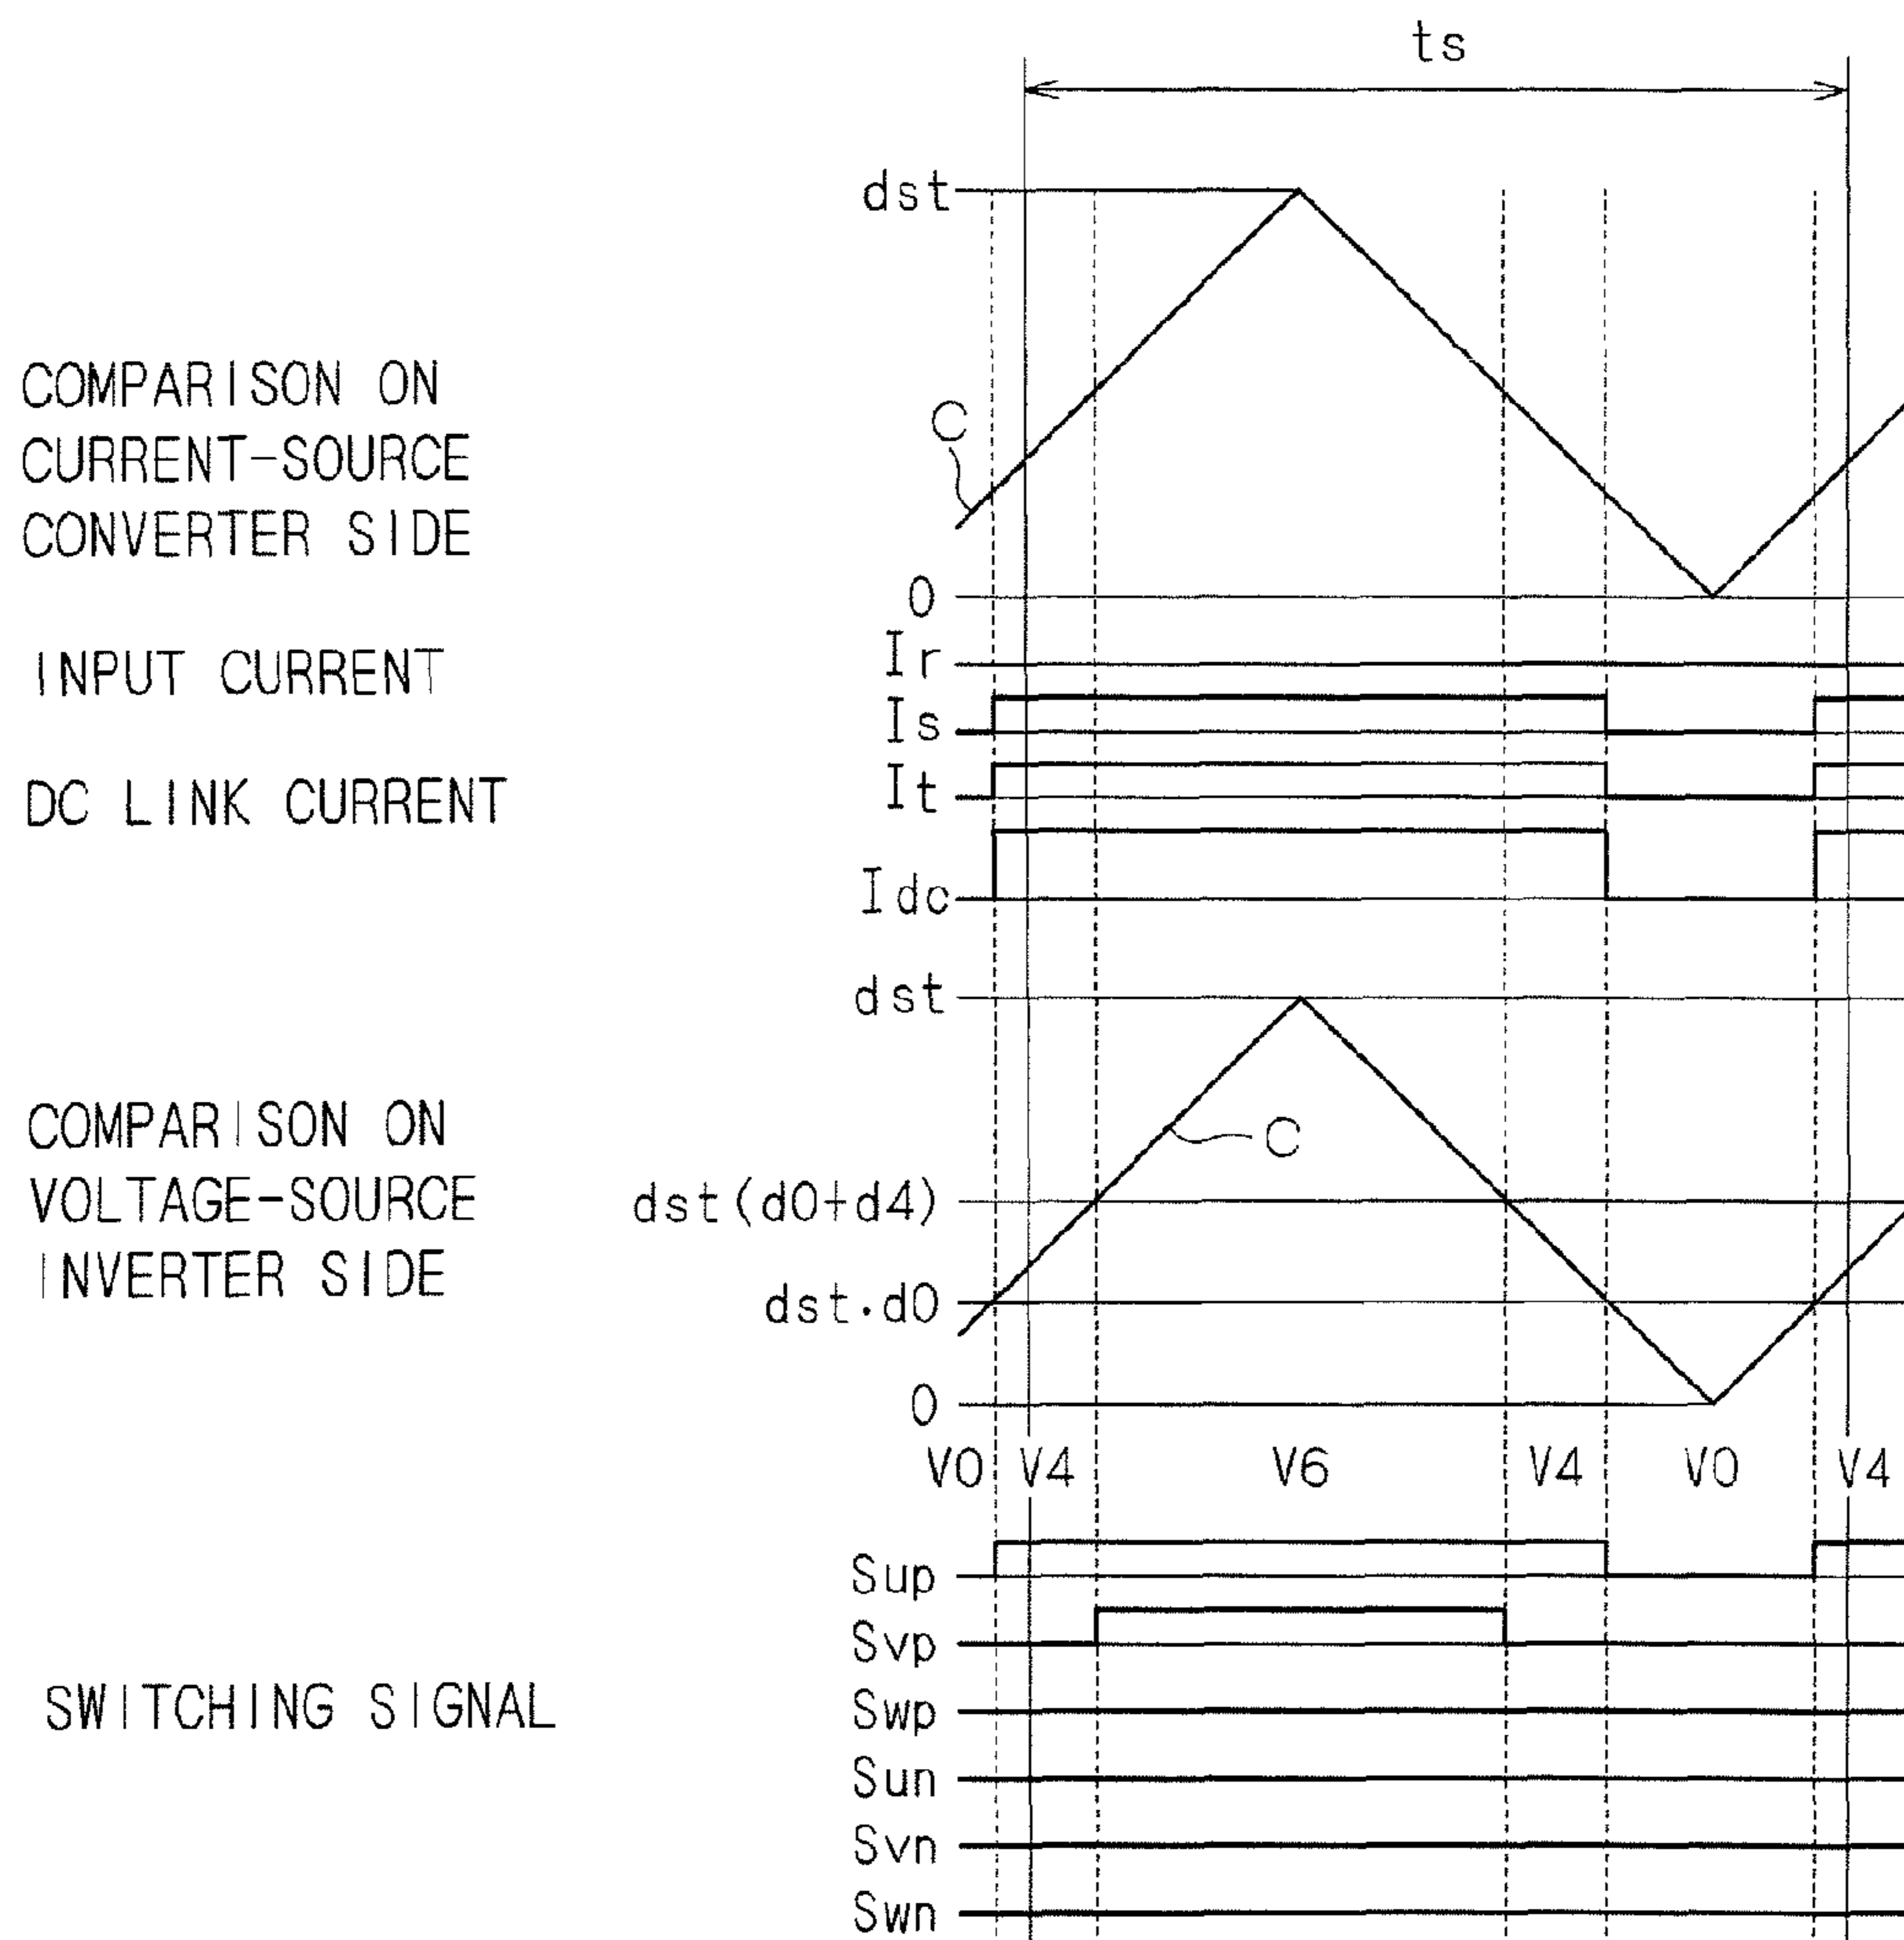 ts
dst
COMPARISON ON
CURRENT-SOURCE
CONVERTER SIDE
C
0
INPUT CURRENT
Ir
Is
DC LINK CURRENT
It
Idc
dst
COMPARISON ON
VOLTAGE-SOURCE
INVERTER SIDE
C
dst(d0+d4)
dst·d0
0
V0 V4 V6 V4 V0 V4
SWITCHING SIGNAL
Sup
Svp
Swp
Sun
Svn
Swn